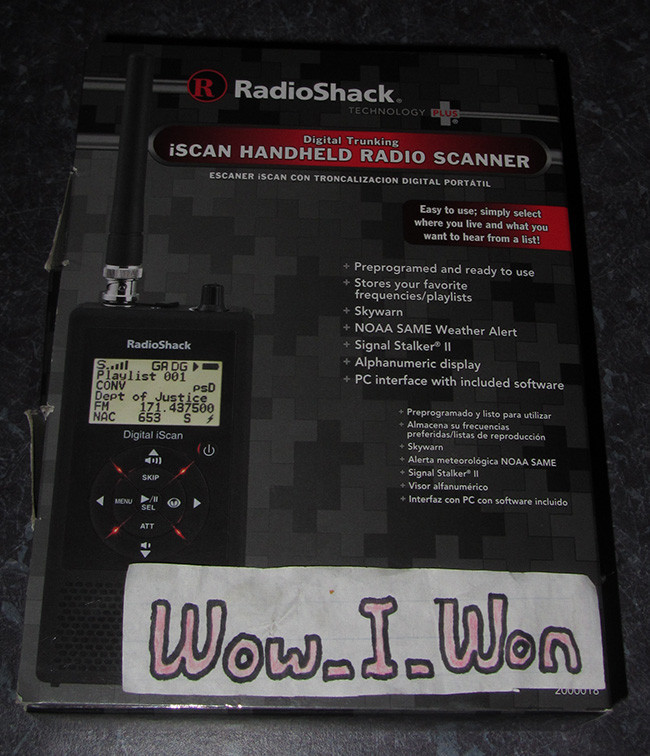 R RadioShack®
TECHNOLOGY PLUS
Digital Trunking
iSCAN HANDHELD RADIO SCANNER
ESCANER iSCAN CON TRONCALIZACION DIGITAL PORTÁTIL
Easy to use; simply select
where you live and what you
want to hear from a list!
+ Preprogramed and ready to use
+ Stores your favorite
frequencies/playlists
+ Skywarn
+ NOAA SAME Weather Alert
+ Signal Stalker® II
+ Alphanumeric display
+ PC interface with included software
+ Preprogramado y listo para utilizar
+ Almacena su frecuencias
preferidas/listas de reproducción
+ Skywarn
+ Alerta meteorológica NOAA SAME
+ Signal Stalker® II
+ Visor alfanumérico
+ Interfaz con PC con software incluido
RadioShack
S GA DG
Playlist 001
CONV psD
Dept of Justice
FM 171.437500
NAC 653 S
Digital iScan
SKIP
MENU SEL
ATT
Wow_I_Won
2000018